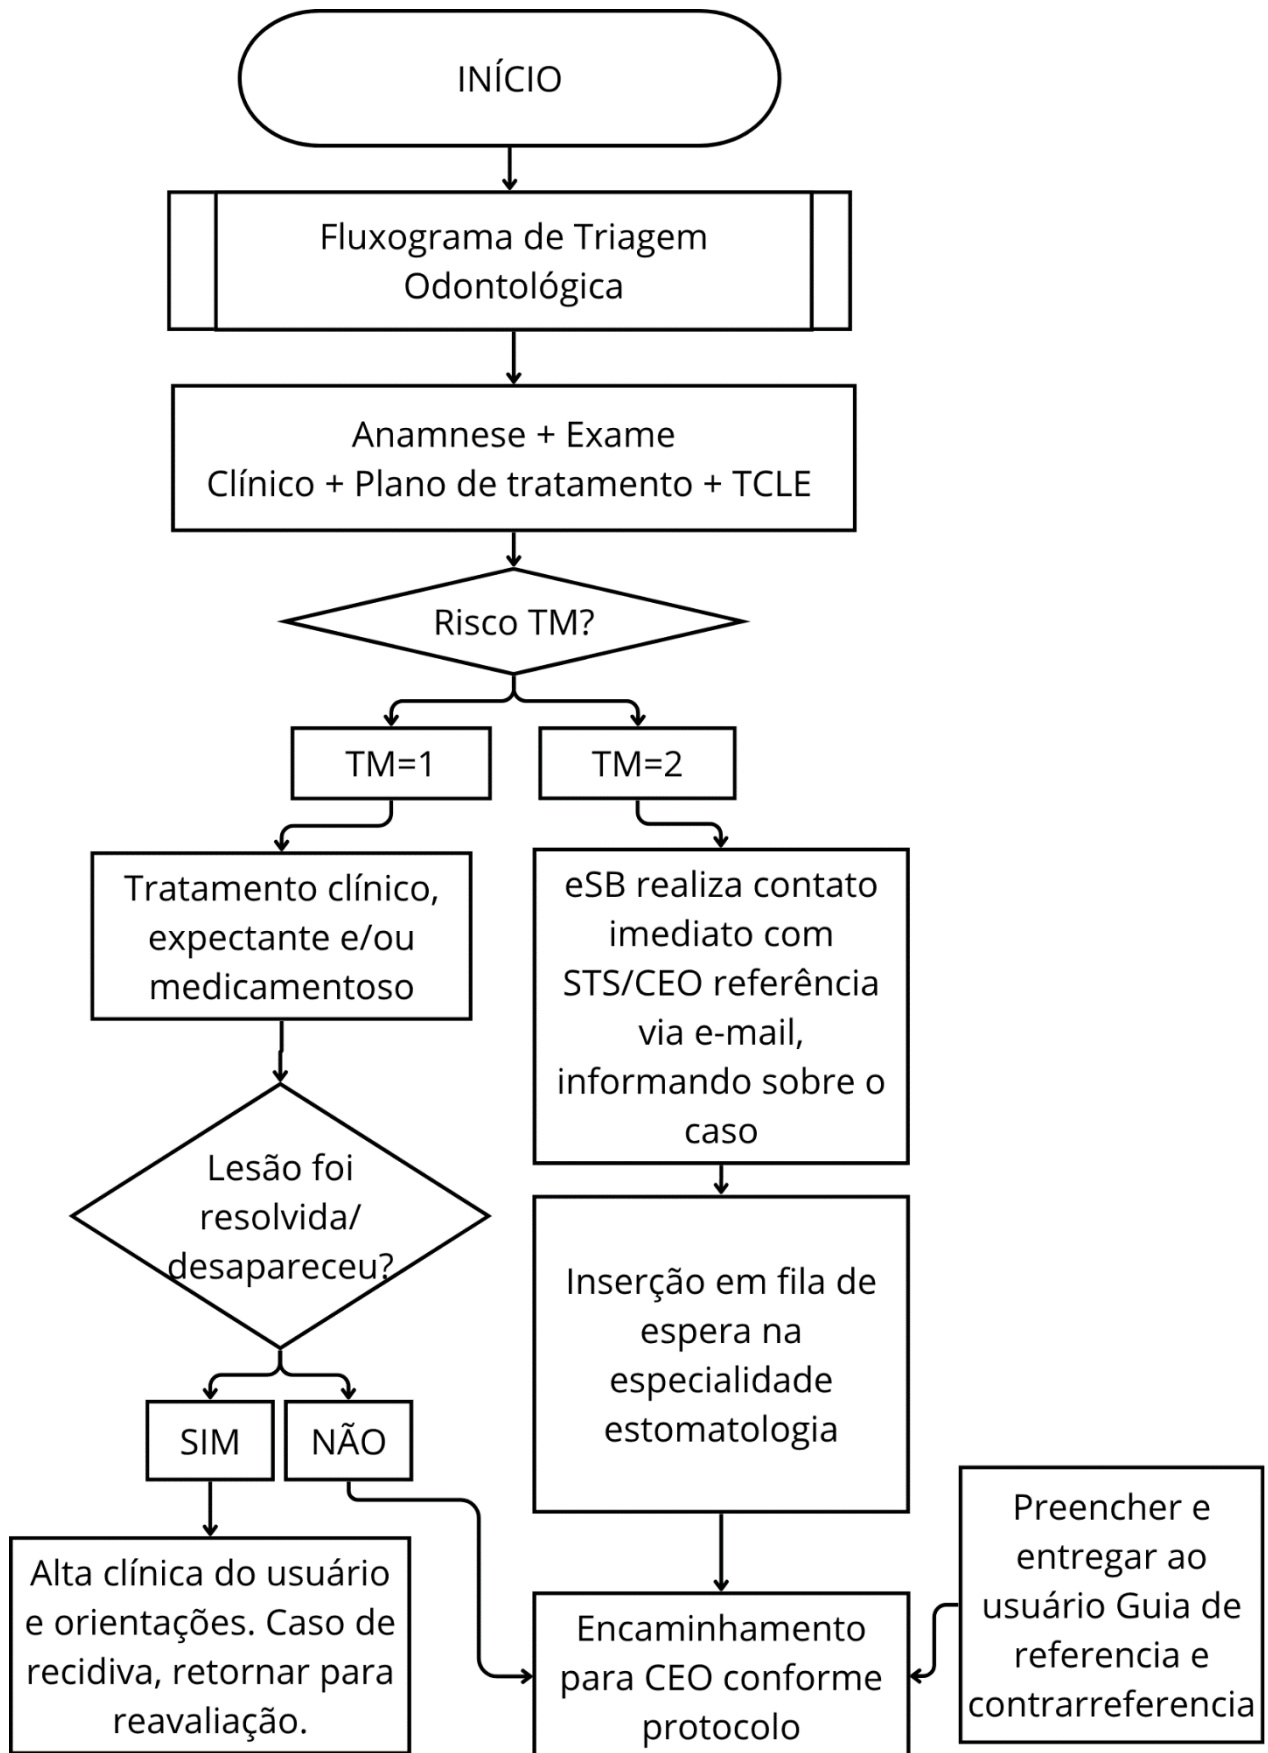 INÍCIO
Fluxograma de Triagem
Odontológica
Anamnese + Exame
Clínico + Plano de tratamento + TCLE
Risco TM?
TM=1
TM=2
Tratamento clínico,
expectante e/ou
medicamentoso
eSB realiza contato
imediato com
STS/CEO referência
via e-mail,
informando sobre o
caso
Lesão foi
resolvida/
desapareceu?
Inserção em fila de
espera na
especialidade
estomatologia
SIM
NÃO
Alta clínica do usuário
e orientações. Caso de
recidiva, retornar para
reavaliação.
Encaminhamento
para CEO conforme
protocolo
Preencher e
entregar ao
usuário Guia de
referencia e
contrarreferencia